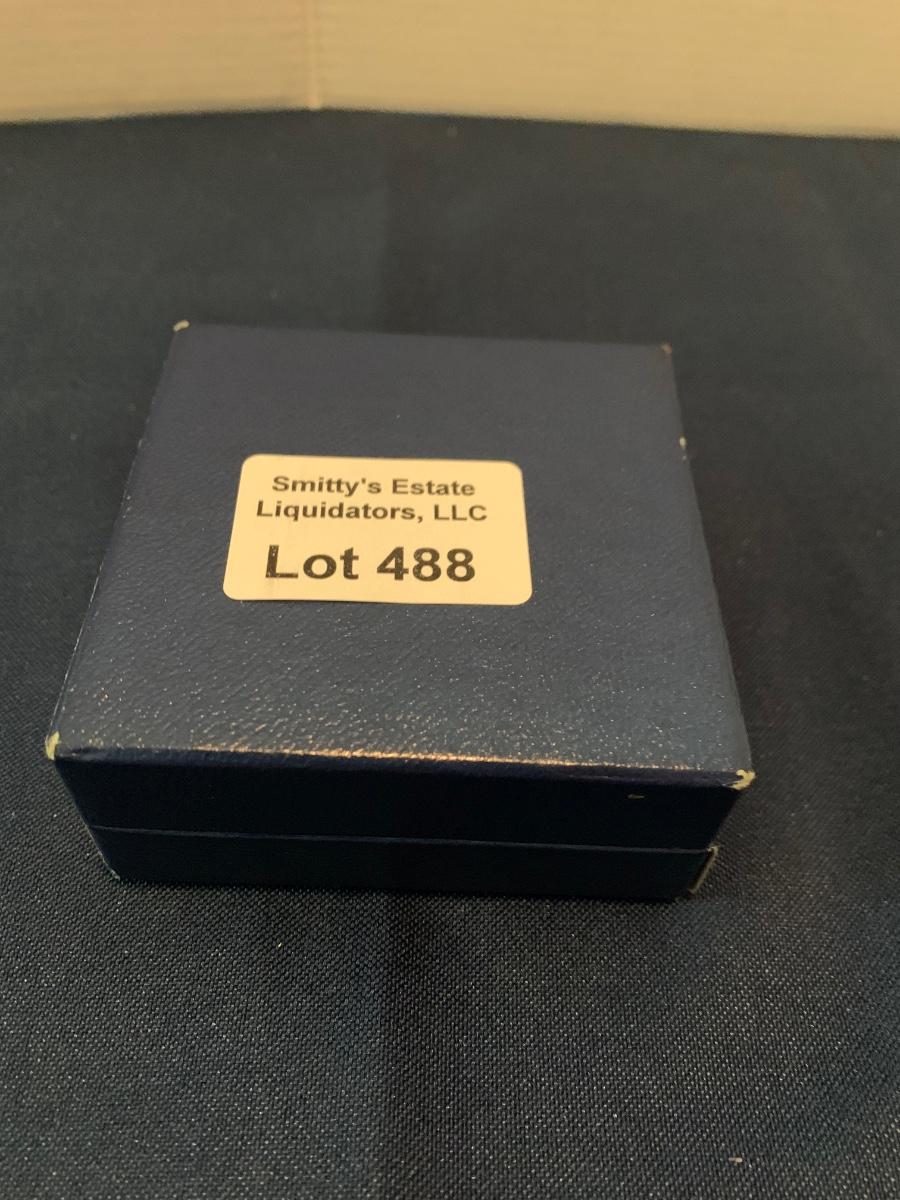 Smitty's Estate
Liquidators, LLC
Lot 488